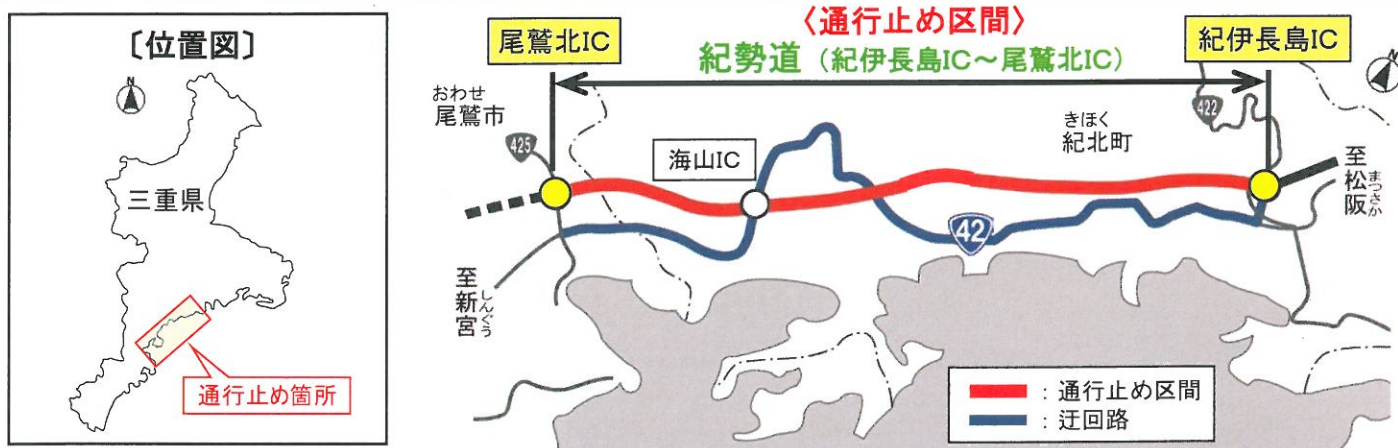 〔位置図〕
N
三重県
通行止め箇所
〈通行止め区間〉
紀勢道（紀伊長島IC～尾鷲北IC）
尾鷲北IC
紀伊長島IC
N
おわせ
尾鷲市
425
海山IC
きほく
紀北町
422
至松阪
まつさか
42
至新宮
しんぐう
：通行止め区間
：迂回路